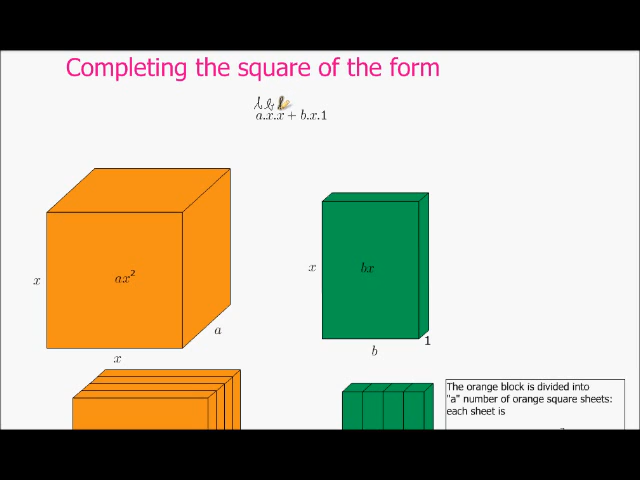 Completing the square of the form
l b h
a.x.x + b.x.1
x
ax²
a
x
x
bx
1
b
The orange block is divided into
"a" number of orange square sheets:
each sheet is